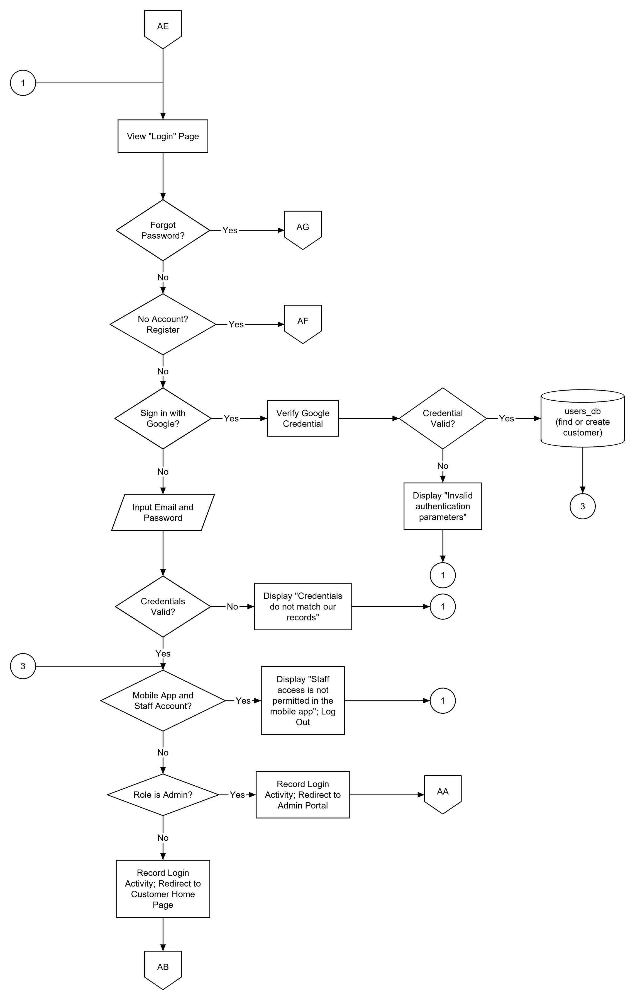 AE
1
View "Login" Page
Forgot
Password?
Yes
AG
No
No Account?
Register
Yes
AF
No
Sign in with
Google?
Yes
Verify Google
Credential
Credential
Valid?
Yes
users_db
(find or create
customer)
No
No
Input Email and
Password
Display "Invalid
authentication
parameters"
3
1
Credentials
Valid?
No
Display "Credentials
do not match our
records"
1
Yes
3
Mobile App and
Staff Account?
Yes
Display "Staff
access is not
permitted in the
mobile app"; Log
Out
1
No
Role is Admin?
Yes
Record Login
Activity; Redirect to
Admin Portal
AA
No
Record Login
Activity; Redirect to
Customer Home
Page
AB